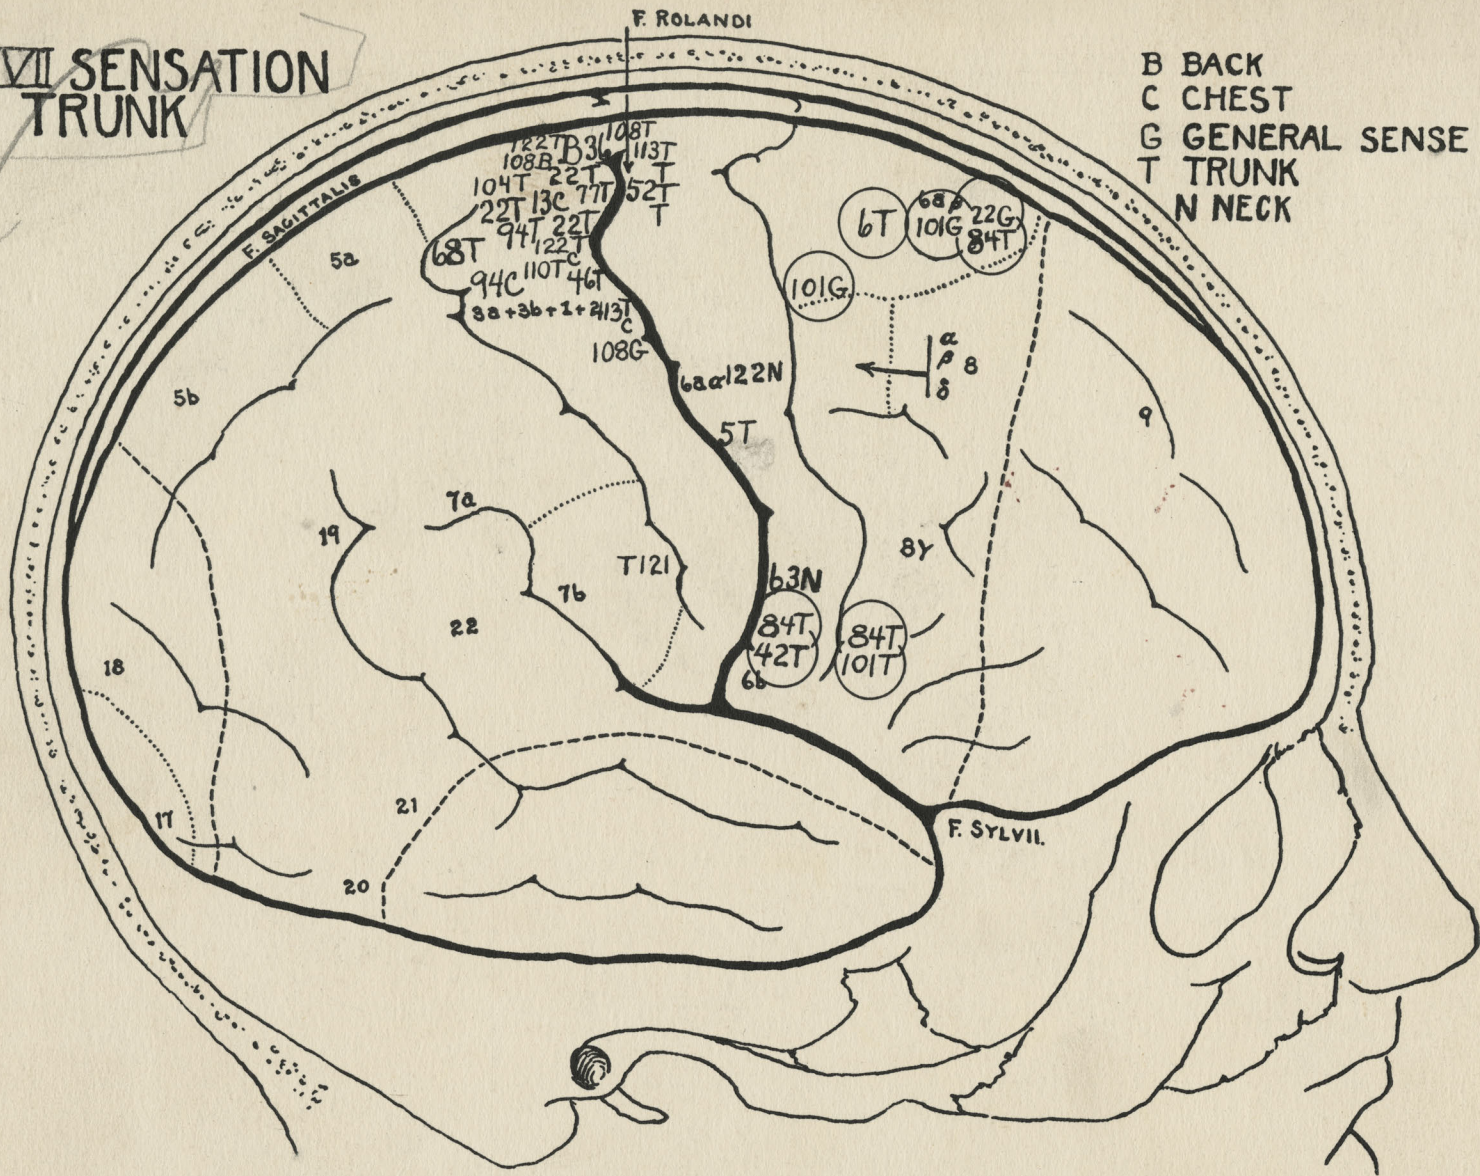 F. ROLANDI
VII SENSATION
TRUNK
B BACK
C CHEST
G GENERAL SENSE
T TRUNK
N NECK
F. SAGITTALIS
122T B36 108T
108B 22T 113T
T
104T 13C 77T 52T
22T 22T T
94T 122T
68T C
94C 110T 46T
3a+3b+1+2 413T
C
108G
6aα 122N
5T
6T
6aβ
101G 22G
84T
101G
α
β 8
δ
5a
5b
9
7a
19
8γ
T121
7b
63N
22
84T
42T
84T
101T
6b
18
17
21
20
F. SYLVII.